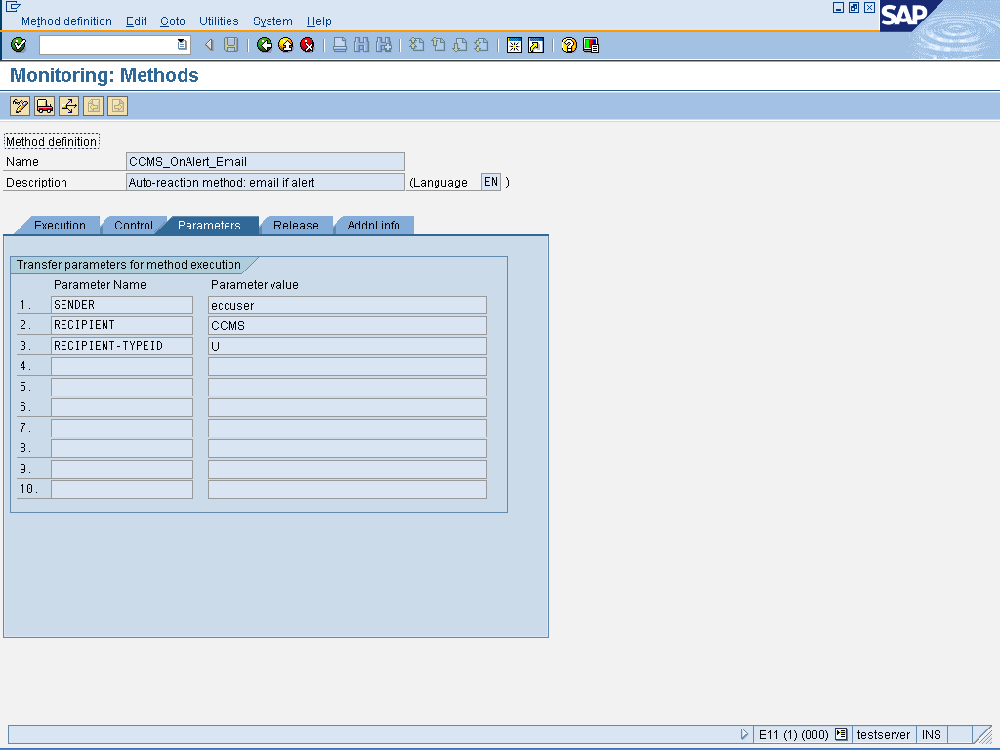 Method definition Edit Goto Utilities System Help
SAP
Monitoring: Methods
Method definition
Name CCMS_OnAlert_Email
Description Auto-reaction method: email if alert (Language EN )
Execution Control Parameters Release Addnl info
Transfer parameters for method execution
Parameter Name Parameter value
1. SENDER eccuser
2. RECIPIENT CCMS
3. RECIPIENT-TYPEID U
4.
5.
6.
7.
8.
9.
10.
E11 (1) (000) testserver INS